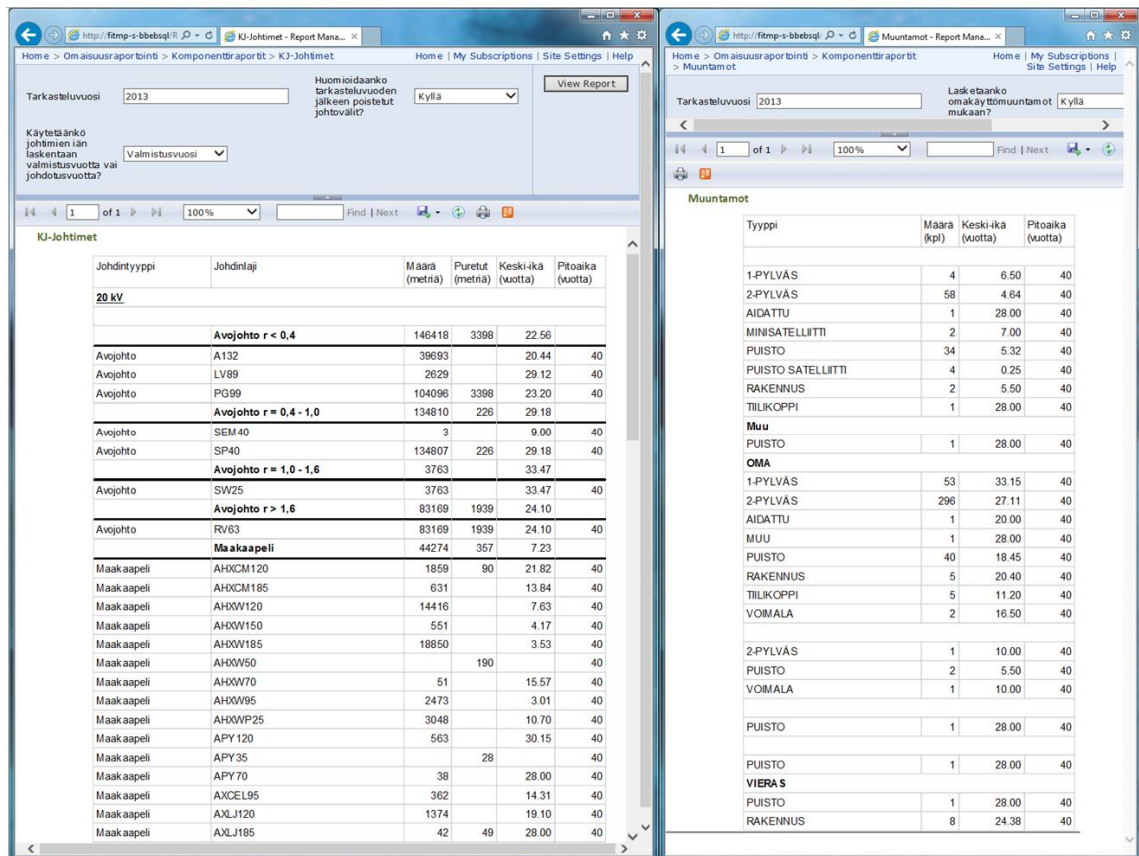 http://fitmp-s-bbebsql/R
KJ-Johtimet - Report Mana...
Home > Omaisuusraportointi > Komponenttiraportit > KJ-Johtimet
Home | My Subscriptions | Site Settings | Help
Tarkasteluvuosi 2013
Huomioidaanko tarkasteluvuoden jälkeen poistetut johtovälit?
Kyllä
View Report
Käytetäänkö johtimien iän laskentaan valmistusvuotta vai johdotusvuotta?
Valmistusvuosi
1 of 1 100% Find | Next
KJ-Johtimet
Johdintyyppi Johdinlaji Määrä (metriä) Puretut (metriä) Keski-ikä (vuotta) Pitoaika (vuotta)
20 kV
Avojohto r < 0,4 146418 3398 22.56
Avojohto A132 39693 20.44 40
Avojohto LV89 2629 29.12 40
Avojohto PG99 104096 3398 23.20 40
Avojohto r = 0,4 - 1,0 134810 226 29.18
Avojohto SEM40 3 9.00 40
Avojohto SP40 134807 226 29.18 40
Avojohto r = 1,0 - 1,6 3763 33.47
Avojohto SW25 3763 33.47 40
Avojohto r > 1,6 83169 1939 24.10
Avojohto RV63 83169 1939 24.10 40
Maakaapeli 44274 357 7.23
Maakaapeli AHXCM120 1859 90 21.82 40
Maakaapeli AHXCM185 631 13.84 40
Maakaapeli AHXW120 14416 7.63 40
Maakaapeli AHXW150 551 4.17 40
Maakaapeli AHXW185 18850 3.53 40
Maakaapeli AHXW50 190 40
Maakaapeli AHXW70 51 15.57 40
Maakaapeli AHXW95 2473 3.01 40
Maakaapeli AHXWP25 3048 10.70 40
Maakaapeli APY120 563 30.15 40
Maakaapeli APY35 28 40
Maakaapeli APY70 38 28.00 40
Maakaapeli AXCEL95 362 14.31 40
Maakaapeli AXLJ120 1374 19.10 40
Maakaapeli AXLJ185 42 49 28.00 40
http://fitmp-s-bbebsql/
Muuntamot - Report Mana...
Home > Omaisuusraportointi > Komponenttiraportit > Muuntamot
Home | My Subscriptions | Site Settings | Help
Tarkasteluvuosi 2013
Lasketaanko omakäyttömuuntamot mukaan?
Kyllä
1 of 1 100% Find | Next
Muuntamot
Tyyppi Määrä (kpl) Keski-ikä (vuotta) Pitoaika (vuotta)
1-PYLVÄS 4 6.50 40
2-PYLVÄS 58 4.64 40
AIDATTU 1 28.00 40
MINISATELLIITTI 2 7.00 40
PUISTO 34 5.32 40
PUISTO SATELLIITTI 4 0.25 40
RAKENNUS 2 5.50 40
TIILIKOPPI 1 28.00 40
Muu
PUISTO 1 28.00 40
OMA
1-PYLVÄS 53 33.15 40
2-PYLVÄS 296 27.11 40
AIDATTU 1 20.00 40
MUU 1 28.00 40
PUISTO 40 18.45 40
RAKENNUS 5 20.40 40
TIILIKOPPI 5 11.20 40
VOIMALA 2 16.50 40
2-PYLVÄS 1 10.00 40
PUISTO 2 5.50 40
VOIMALA 1 10.00 40
PUISTO 1 28.00 40
PUISTO 1 28.00 40
VIERAS
PUISTO 1 28.00 40
RAKENNUS 8 24.38 40